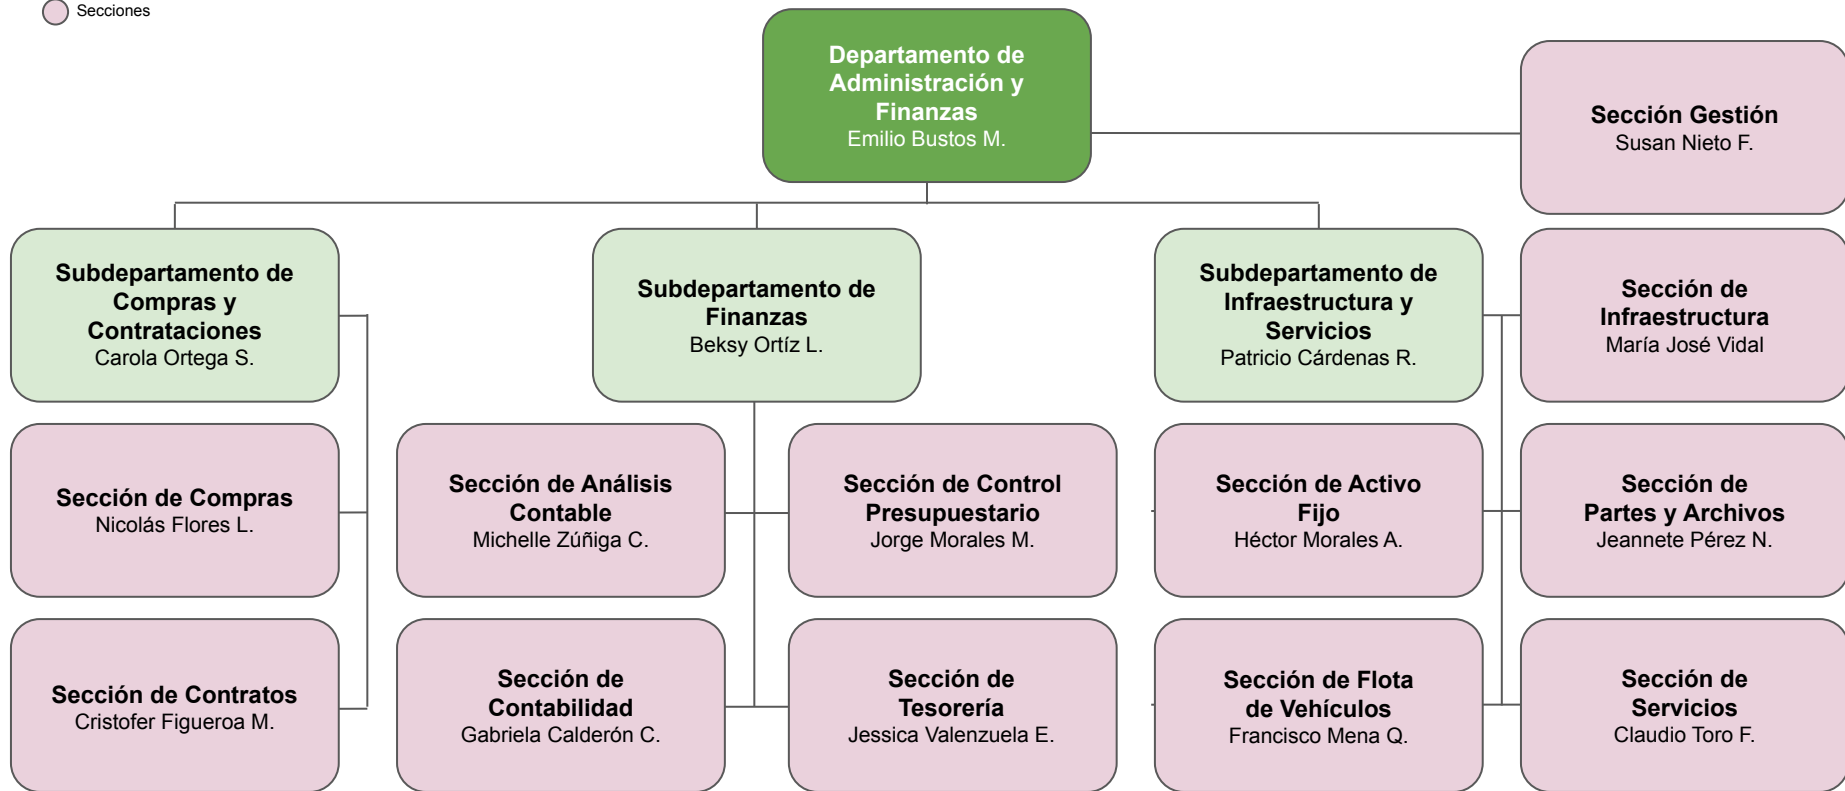 Secciones
Departamento de
Administración y
Finanzas
Emilio Bustos M.
Sección Gestión
Susan Nieto F.
Subdepartamento de
Compras y
Contrataciones
Carola Ortega S.
Subdepartamento de
Finanzas
Beksy Ortíz L.
Subdepartamento de
Infraestructura y
Servicios
Patricio Cárdenas R.
Sección de
Infraestructura
María José Vidal
Sección de Compras
Nicolás Flores L.
Sección de Análisis
Contable
Michelle Zúñiga C.
Sección de Control
Presupuestario
Jorge Morales M.
Sección de Activo
Fijo
Héctor Morales A.
Sección de
Partes y Archivos
Jeannete Pérez N.
Sección de Contratos
Cristofer Figueroa M.
Sección de
Contabilidad
Gabriela Calderón C.
Sección de
Tesorería
Jessica Valenzuela E.
Sección de Flota
de Vehículos
Francisco Mena Q.
Sección de
Servicios
Claudio Toro F.